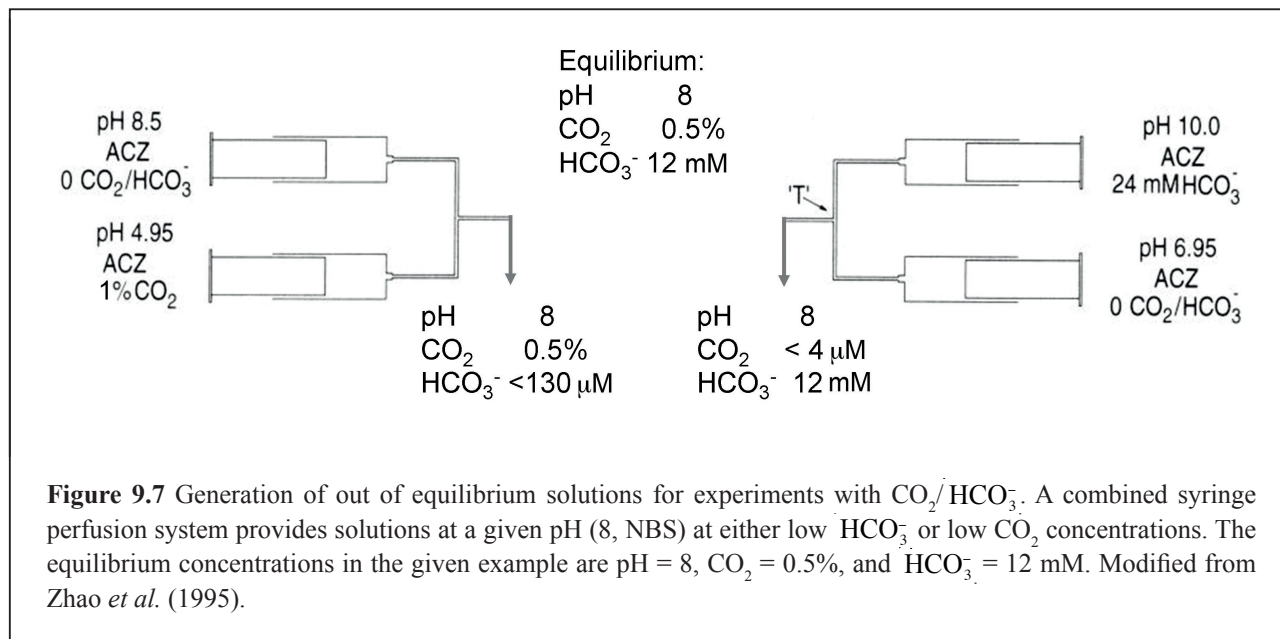 Equilibrium:
pH 8
CO₂ 0.5%
HCO₃⁻ 12 mM
pH 8.5
ACZ
0 CO₂/HCO₃⁻
pH 4.95
ACZ
1%CO₂
pH 8
CO₂ 0.5%
HCO₃⁻ <130 µM
'T'
pH 10.0
ACZ
24 mMHCO₃⁻
pH 6.95
ACZ
0 CO₂/HCO₃⁻
pH 8
CO₂ < 4 µM
HCO₃⁻ 12 mM
Figure 9.7 Generation of out of equilibrium solutions for experiments with CO₂/HCO₃⁻. A combined syringe
perfusion system provides solutions at a given pH (8, NBS) at either low HCO₃⁻ or low CO₂ concentrations. The
equilibrium concentrations in the given example are pH = 8, CO₂ = 0.5%, and HCO₃⁻ = 12 mM. Modified from
Zhao et al. (1995).